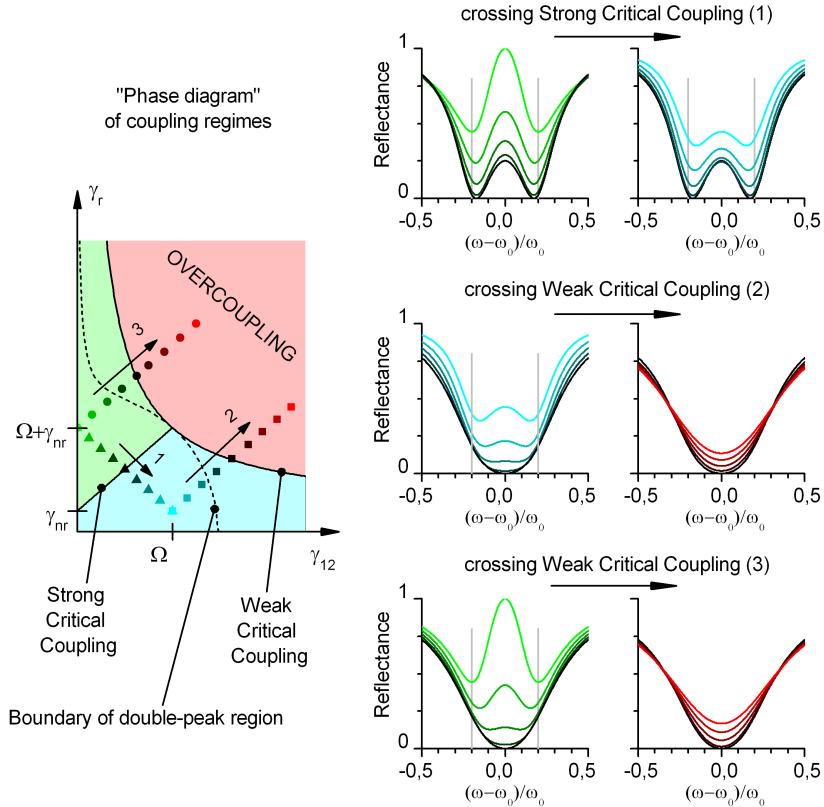 "Phase diagram"
of coupling regimes
γr
OVERCOUPLING
3
2
1
Ω+γnr
γnr
Ω
γ12
Strong
Critical
Coupling
Weak
Critical
Coupling
Boundary of double-peak region
crossing Strong Critical Coupling (1)
Reflectance
1
0
-0,5 0,0 0,5
(ω−ω0)/ω0
-0,5 0,0 0,5
(ω−ω0)/ω0
crossing Weak Critical Coupling (2)
Reflectance
1
0
-0,5 0,0 0,5
(ω−ω0)/ω0
-0,5 0,0 0,5
(ω−ω0)/ω0
crossing Weak Critical Coupling (3)
Reflectance
1
0
-0,5 0,0 0,5
(ω−ω0)/ω0
-0,5 0,0 0,5
(ω−ω0)/ω0